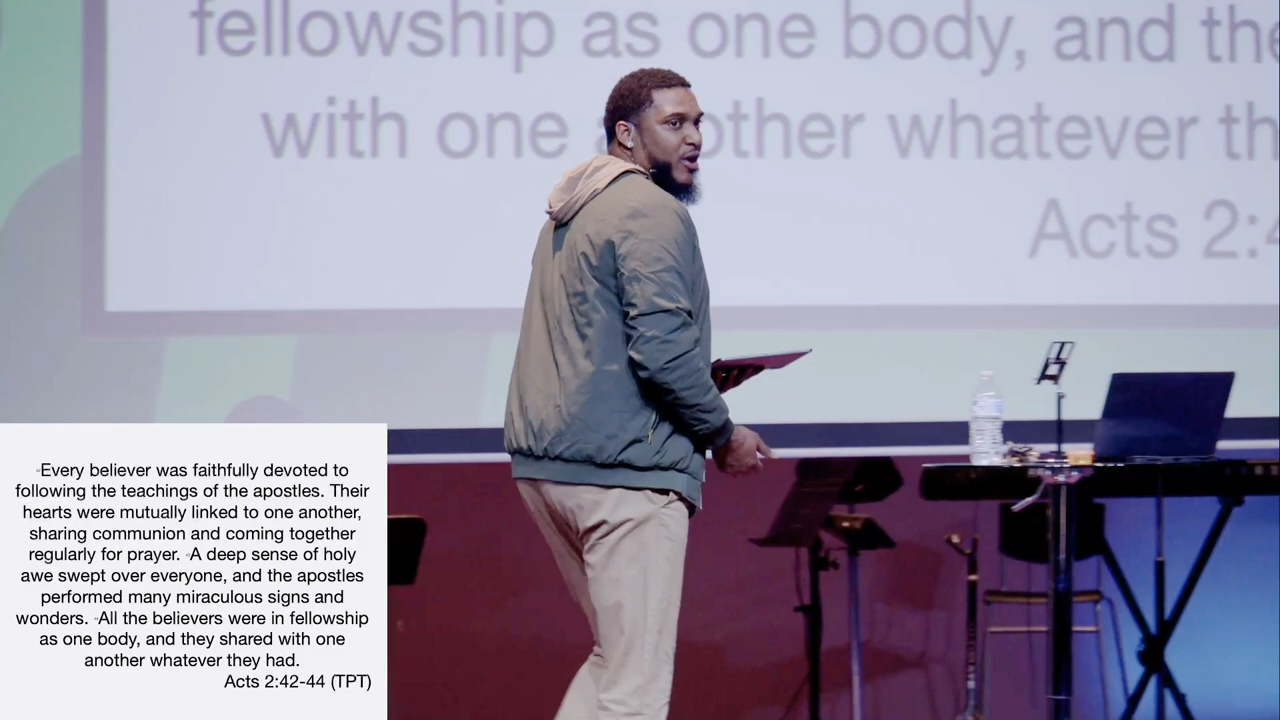 fellowship as one body, and the
with one another whatever th
Acts 2:4
Every believer was faithfully devoted to
following the teachings of the apostles. Their
hearts were mutually linked to one another,
sharing communion and coming together
regularly for prayer. A deep sense of holy
awe swept over everyone, and the apostles
performed many miraculous signs and
wonders. All the believers were in fellowship
as one body, and they shared with one
another whatever they had.
Acts 2:42-44 (TPT)